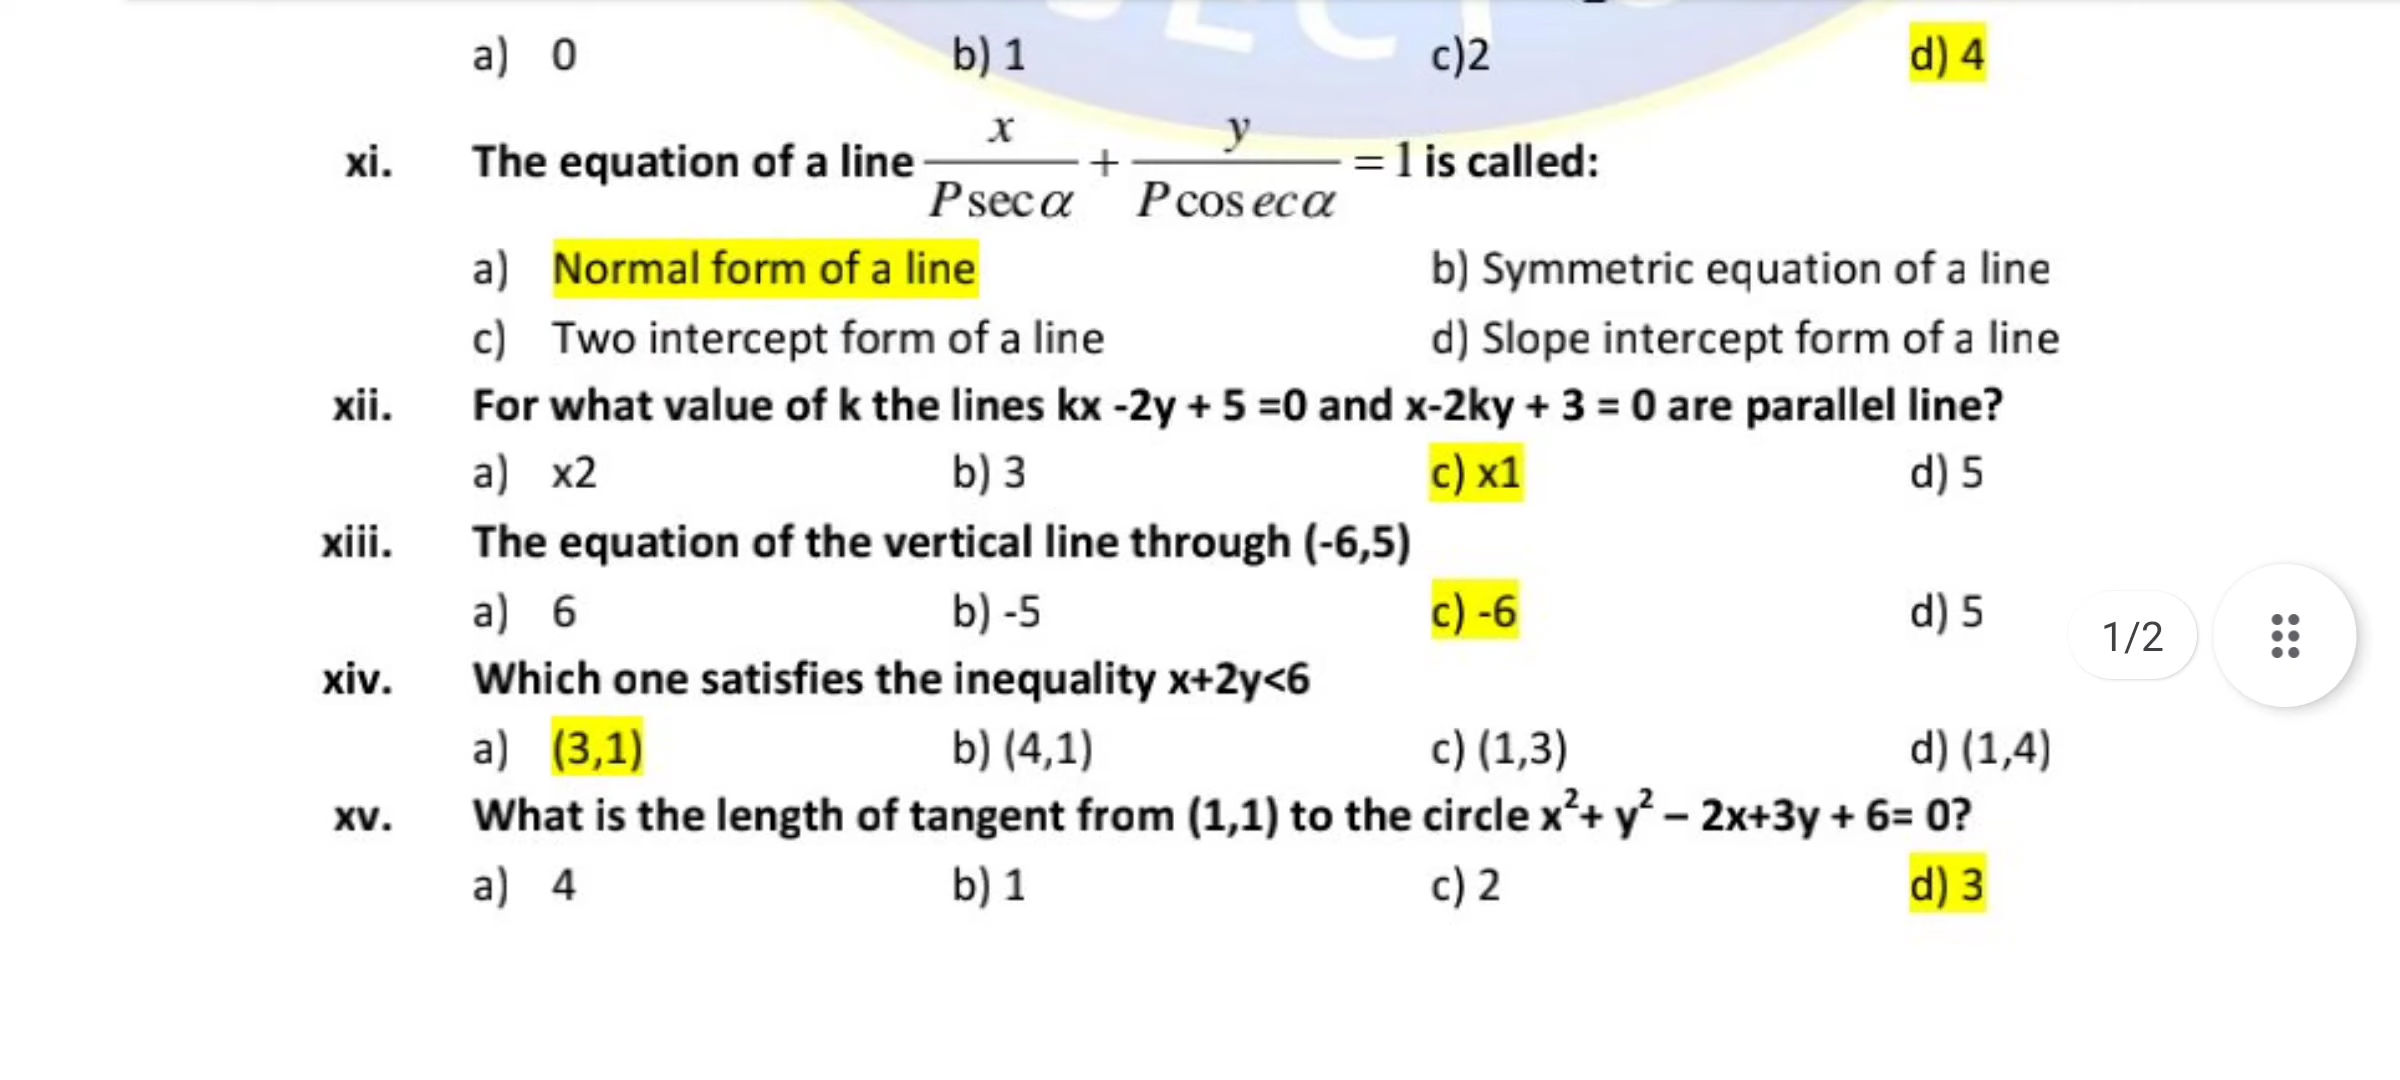 ECT
a) 0 b) 1 c)2 d) 4
xi. The equation of a line x/(P sec α) + y/(P cos ec α) = 1 is called:
a) Normal form of a line b) Symmetric equation of a line
c) Two intercept form of a line d) Slope intercept form of a line
xii. For what value of k the lines kx -2y + 5 =0 and x-2ky + 3 = 0 are parallel line?
a) x2 b) 3 c) x1 d) 5
xiii. The equation of the vertical line through (-6,5)
a) 6 b) -5 c) -6 d) 5
1/2
xiv. Which one satisfies the inequality x+2y<6
a) (3,1) b) (4,1) c) (1,3) d) (1,4)
xv. What is the length of tangent from (1,1) to the circle x²+ y² – 2x+3y + 6= 0?
a) 4 b) 1 c) 2 d) 3